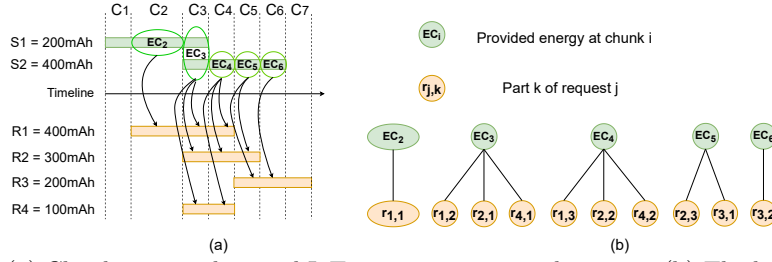 C1 C2 C3 C4 C5 C6 C7
S1 = 200mAh
EC2
EC3
S2 = 400mAh
EC4 EC5 EC6
Timeline
R1 = 400mAh
R2 = 300mAh
R3 = 200mAh
R4 = 100mAh
(a)
ECi Provided energy at chunk i
rj,k Part k of request j
EC2 EC3 EC4 EC5 EC6
r1,1 r1,2 r2,1 r4,1 r1,3 r2,2 r4,2 r2,3 r3,1 r3,2
(b)